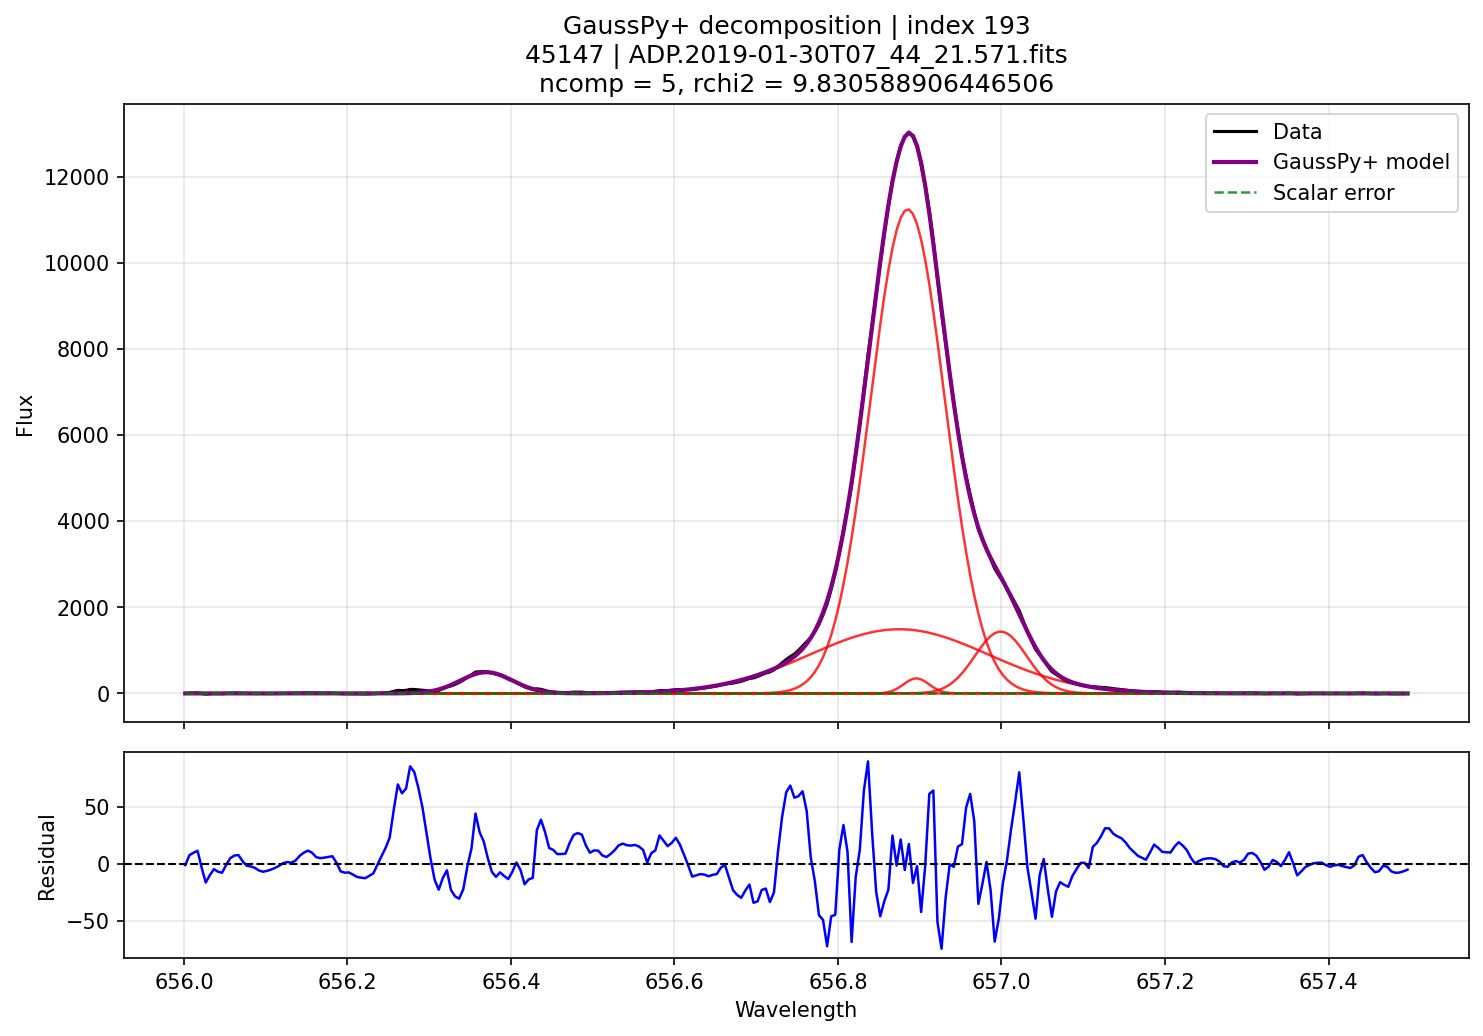 GaussPy+ decomposition | index 193
45147 | ADP.2019-01-30T07_44_21.571.fits
ncomp = 5, rchi2 = 9.830588906446506
Data
GaussPy+ model
Scalar error
Flux
12000
10000
8000
6000
4000
2000
0
Residual
50
0
−50
656.0 656.2 656.4 656.6 656.8 657.0 657.2 657.4
Wavelength